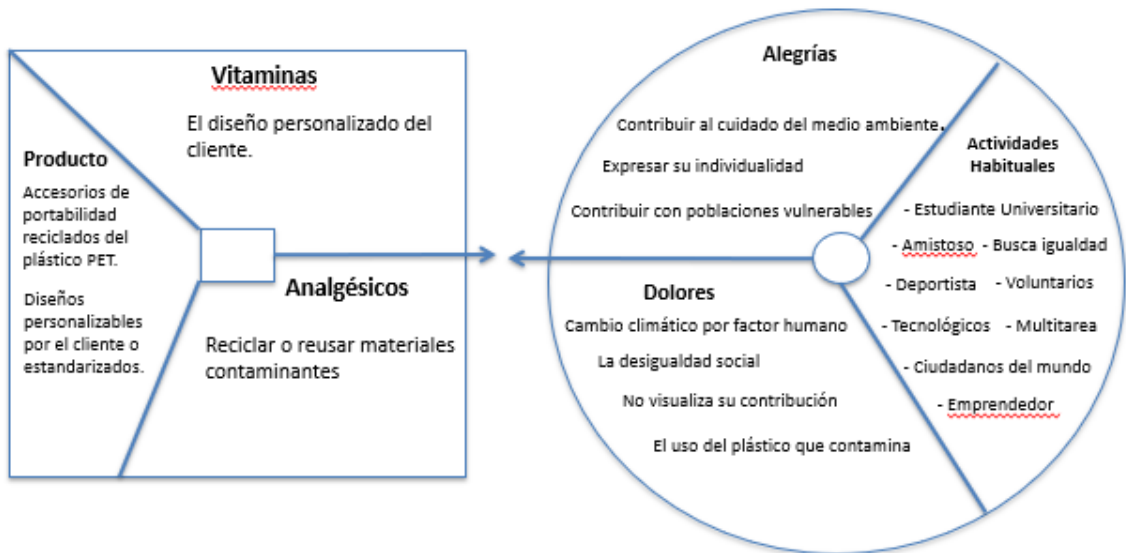 Vitaminas
El diseño personalizado del
cliente.
Producto
Accesorios de
portabilidad
reciclados del
plástico PET.
Diseños
personalizables
por el cliente o
estandarizados.
Analgésicos
Reciclar o reusar materiales
contaminantes
Alegrías
Contribuir al cuidado del medio ambiente.
Expresar su individualidad
Contribuir con poblaciones vulnerables
Actividades
Habituales
- Estudiante Universitario
- Amistoso - Busca igualdad
- Deportista - Voluntarios
- Tecnológicos - Multitarea
- Ciudadanos del mundo
- Emprendedor
Dolores
Cambio climático por factor humano
La desigualdad social
No visualiza su contribución
El uso del plástico que contamina